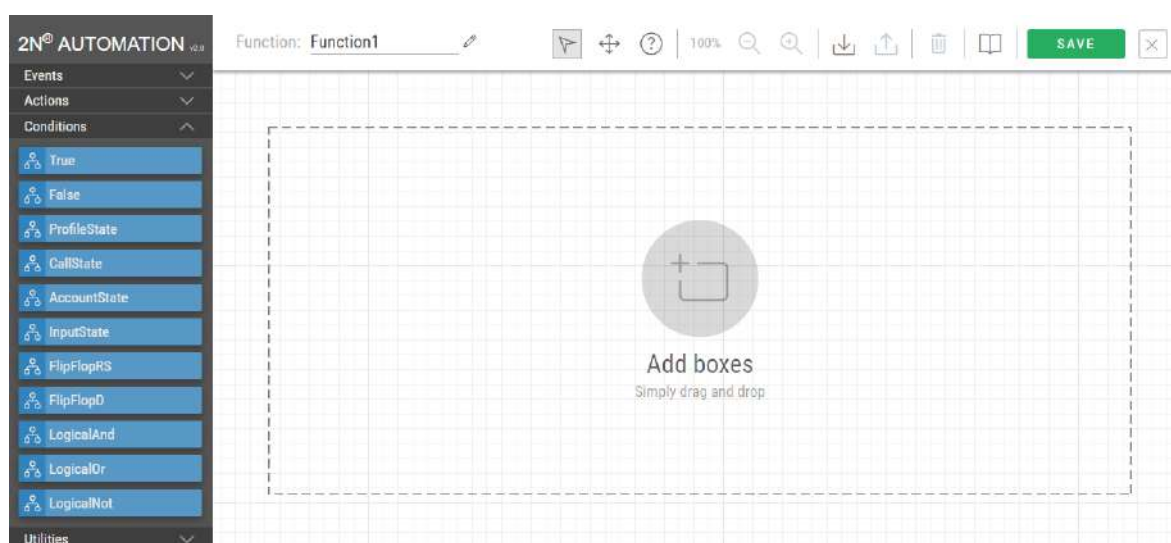 2N® AUTOMATION v2.0
Function: Function1
100%
SAVE
Events
Actions
Conditions
True
False
ProfileState
CallState
AccountState
InputState
FlipFlopRS
FlipFlopD
LogicalAnd
LogicalOr
LogicalNot
Utilities
Add boxes
Simply drag and drop